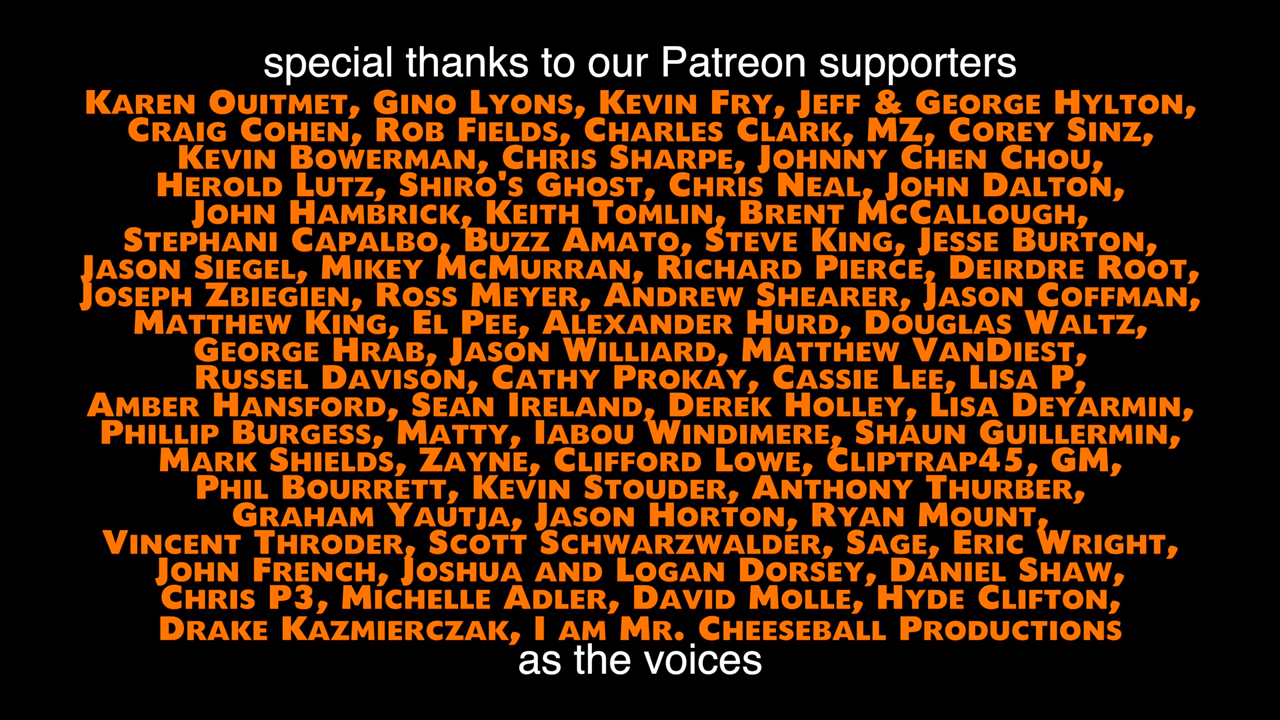 special thanks to our Patreon supporters
Karen Ouitmet, Gino Lyons, Kevin Fry, Jeff & George Hylton,
Craig Cohen, Rob Fields, Charles Clark, MZ, Corey Sinz,
Kevin Bowerman, Chris Sharpe, Johnny Chen Chou,
Herold Lutz, Shiro's Ghost, Chris Neal, John Dalton,
John Hambrick, Keith Tomlin, Brent McCallough,
Stephani Capalbo, Buzz Amato, Steve King, Jesse Burton,
Jason Siegel, Mikey McMurran, Richard Pierce, Deirdre Root,
Joseph Zbiegien, Ross Meyer, Andrew Shearer, Jason Coffman,
Matthew King, El Pee, Alexander Hurd, Douglas Waltz,
George Hrab, Jason Williard, Matthew VanDiest,
Russel Davison, Cathy Prokay, Cassie Lee, Lisa P,
Amber Hansford, Sean Ireland, Derek Holley, Lisa Deyarmin,
Phillip Burgess, Matty, Iabou Windimere, Shaun Guillermin,
Mark Shields, Zayne, Clifford Lowe, Cliptrap45, GM,
Phil Bourrett, Kevin Stouder, Anthony Thurber,
Graham Yautja, Jason Horton, Ryan Mount,
Vincent Throder, Scott Schwarzwalder, Sage, Eric Wright,
John French, Joshua and Logan Dorsey, Daniel Shaw,
Chris P3, Michelle Adler, David Molle, Hyde Clifton,
Drake Kazmierczak, I am Mr. Cheeseball Productions
as the voices